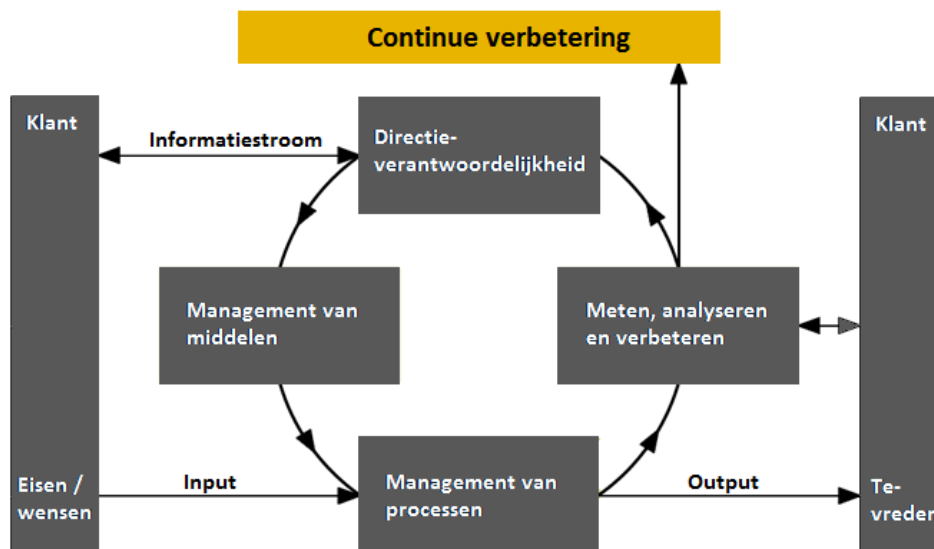 Continue verbetering
Klant
Informatiestroom
Directie-
verantwoordelijkheid
Klant
Management van
middelen
Meten, analyseren
en verbeteren
Eisen /
wensen
Input
Management van
processen
Output
Te-
vreden